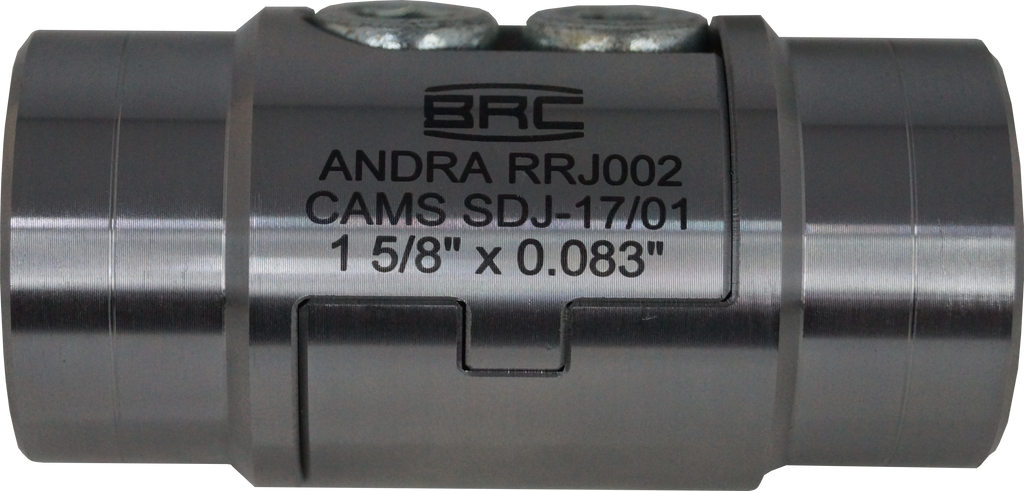 BRC
ANDRA RRJ002
CAMS SDJ-17/01
1 5/8" x 0.083"